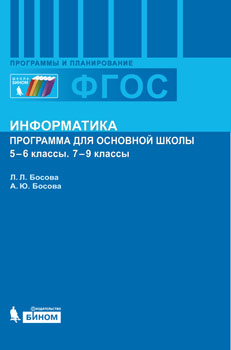 ПРОГРАММЫ И ПЛАНИРОВАНИЕ
ШКОЛА
БИНОМ
ФГОС
ИНФОРМАТИКА
ПРОГРАММА ДЛЯ ОСНОВНОЙ ШКОЛЫ
5–6 КЛАССЫ. 7–9 КЛАССЫ
Л. Л. Босова
А. Ю. Босова
Издательство
БИНОМ